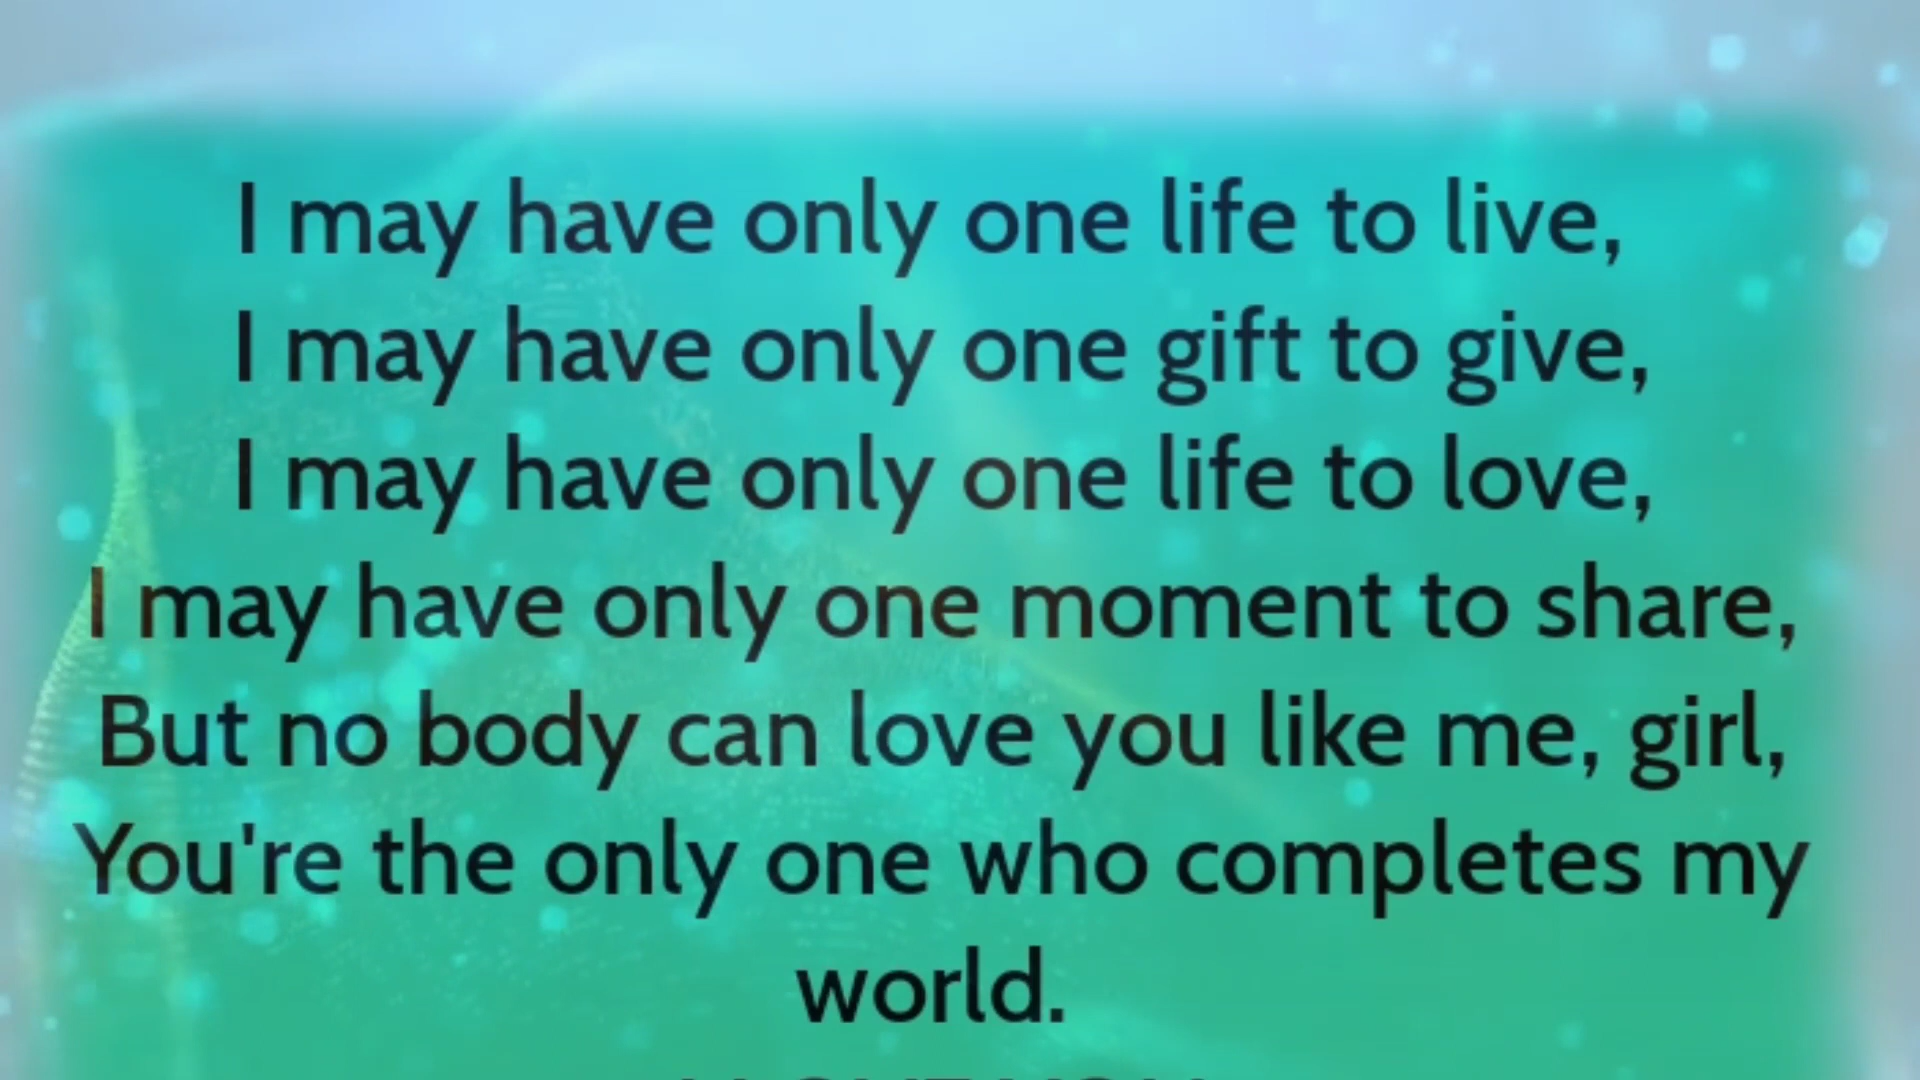 I may have only one life to live,
I may have only one gift to give,
I may have only one life to love,
I may have only one moment to share,
But no body can love you like me, girl,
You're the only one who completes my
world.